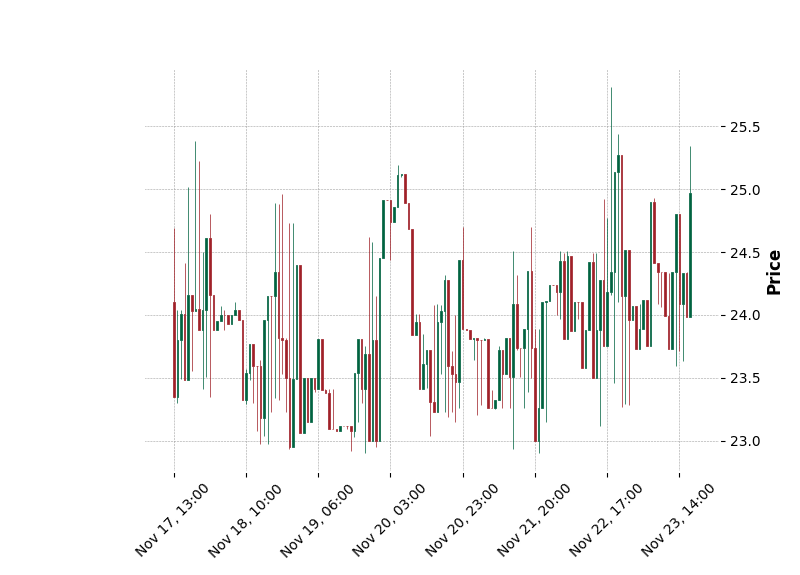 25.5
25.0
24.5
24.0
23.5
23.0
Price
Nov 17, 13:00
Nov 18, 10:00
Nov 19, 06:00
Nov 20, 03:00
Nov 20, 23:00
Nov 21, 20:00
Nov 22, 17:00
Nov 23, 14:00